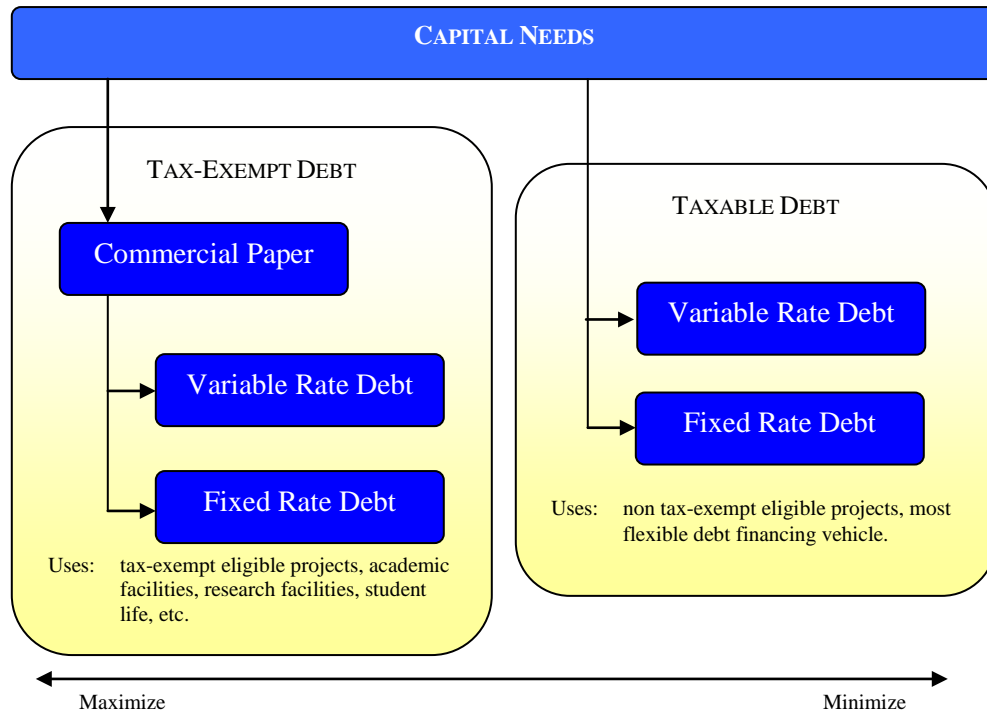 CAPITAL NEEDS
TAX-EXEMPT DEBT
Commercial Paper
Variable Rate Debt
Fixed Rate Debt
Uses: tax-exempt eligible projects, academic
facilities, research facilities, student
life, etc.
TAXABLE DEBT
Variable Rate Debt
Fixed Rate Debt
Uses: non tax-exempt eligible projects, most
flexible debt financing vehicle.
Maximize
Minimize